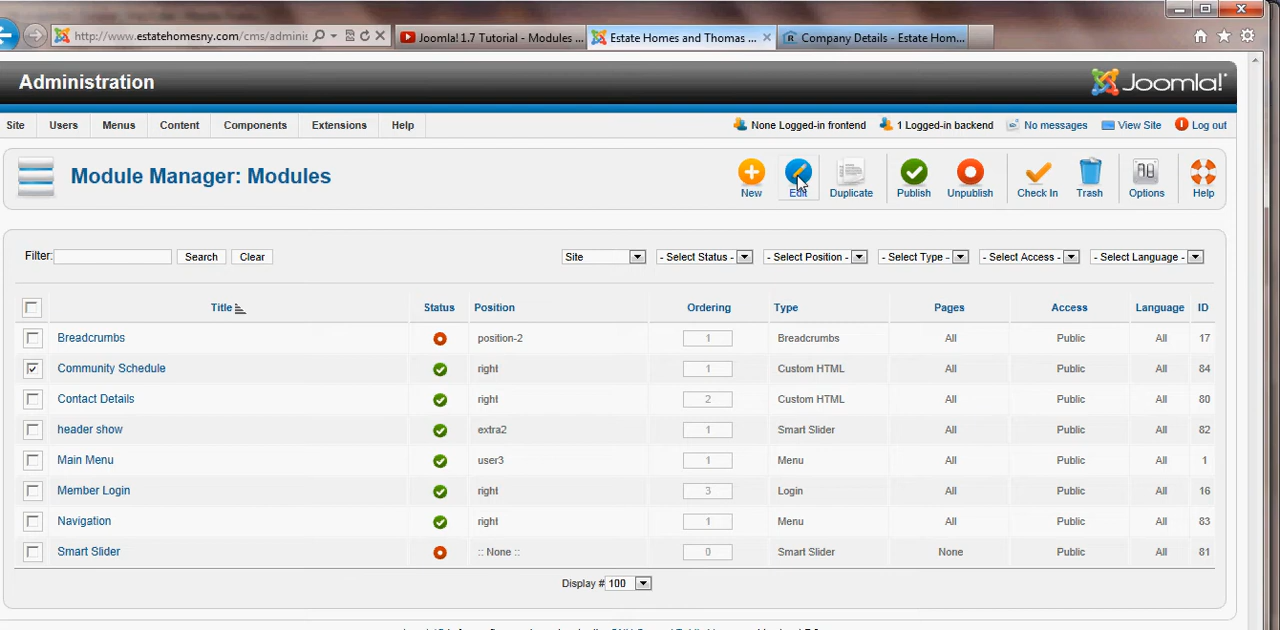 http://www.estatehomesny.com/cms/adminis
Joomla! 1.7 Tutorial - Modules ...
Estate Homes and Thomas ...
Company Details - Estate Hom...
Administration
Joomla!
Site Users Menus Content Components Extensions Help
None Logged-in frontend 1 Logged-in backend No messages View Site Log out
Module Manager: Modules
New Edit Duplicate Publish Unpublish Check In Trash Options Help
Filter: Search Clear Site - Select Status - - Select Position - - Select Type - - Select Access - - Select Language -
Title Status Position Ordering Type Pages Access Language ID
Breadcrumbs position-2 1 Breadcrumbs All Public All 17
Community Schedule right 1 Custom HTML All Public All 84
Contact Details right 2 Custom HTML All Public All 80
header show extra2 1 Smart Slider All Public All 82
Main Menu user3 1 Menu All Public All 1
Member Login right 3 Login All Public All 16
Navigation right 1 Menu All Public All 83
Smart Slider :: None :: 0 Smart Slider None Public All 81
Display # 100